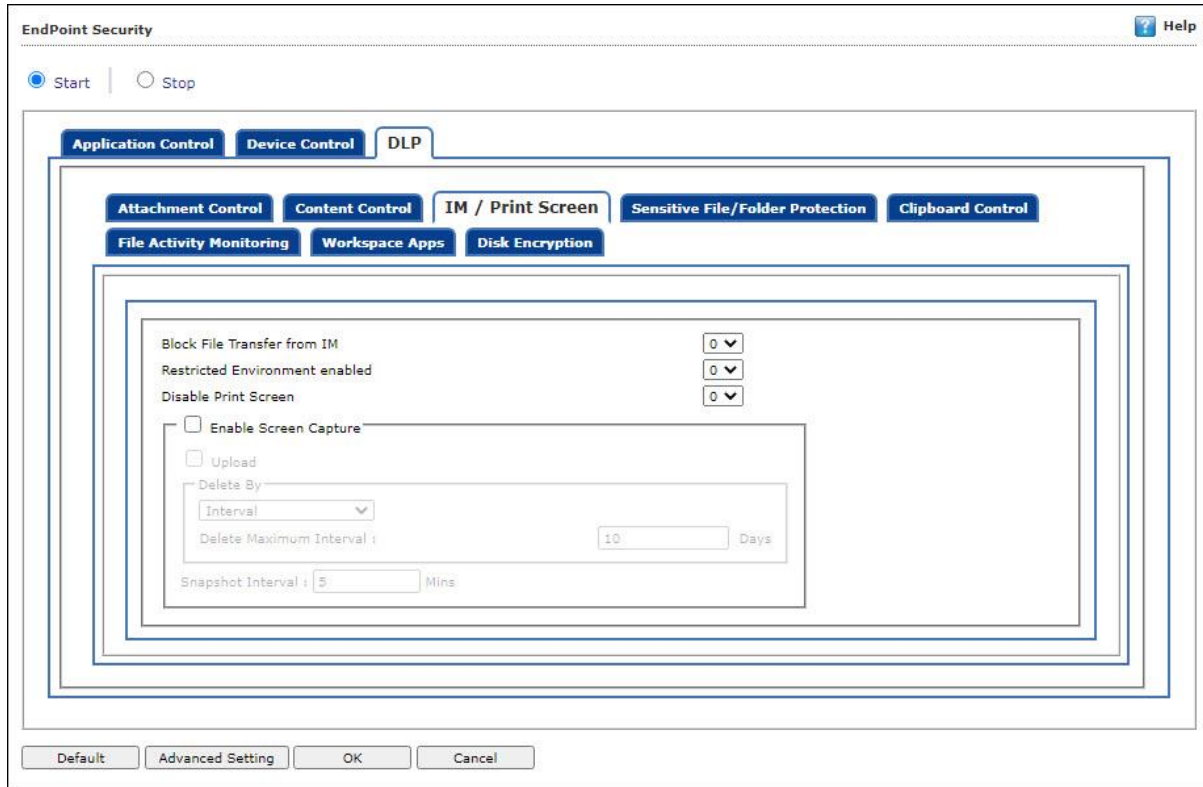 EndPoint Security
? Help
Start Stop
Application Control Device Control DLP
Attachment Control Content Control IM / Print Screen Sensitive File/Folder Protection Clipboard Control
File Activity Monitoring Workspace Apps Disk Encryption
Block File Transfer from IM 0
Restricted Environment enabled 0
Disable Print Screen 0
Enable Screen Capture
Upload
Delete By
Interval
Delete Maximum Interval : 10 Days
Snapshot Interval : 5 Mins
Default Advanced Setting OK Cancel